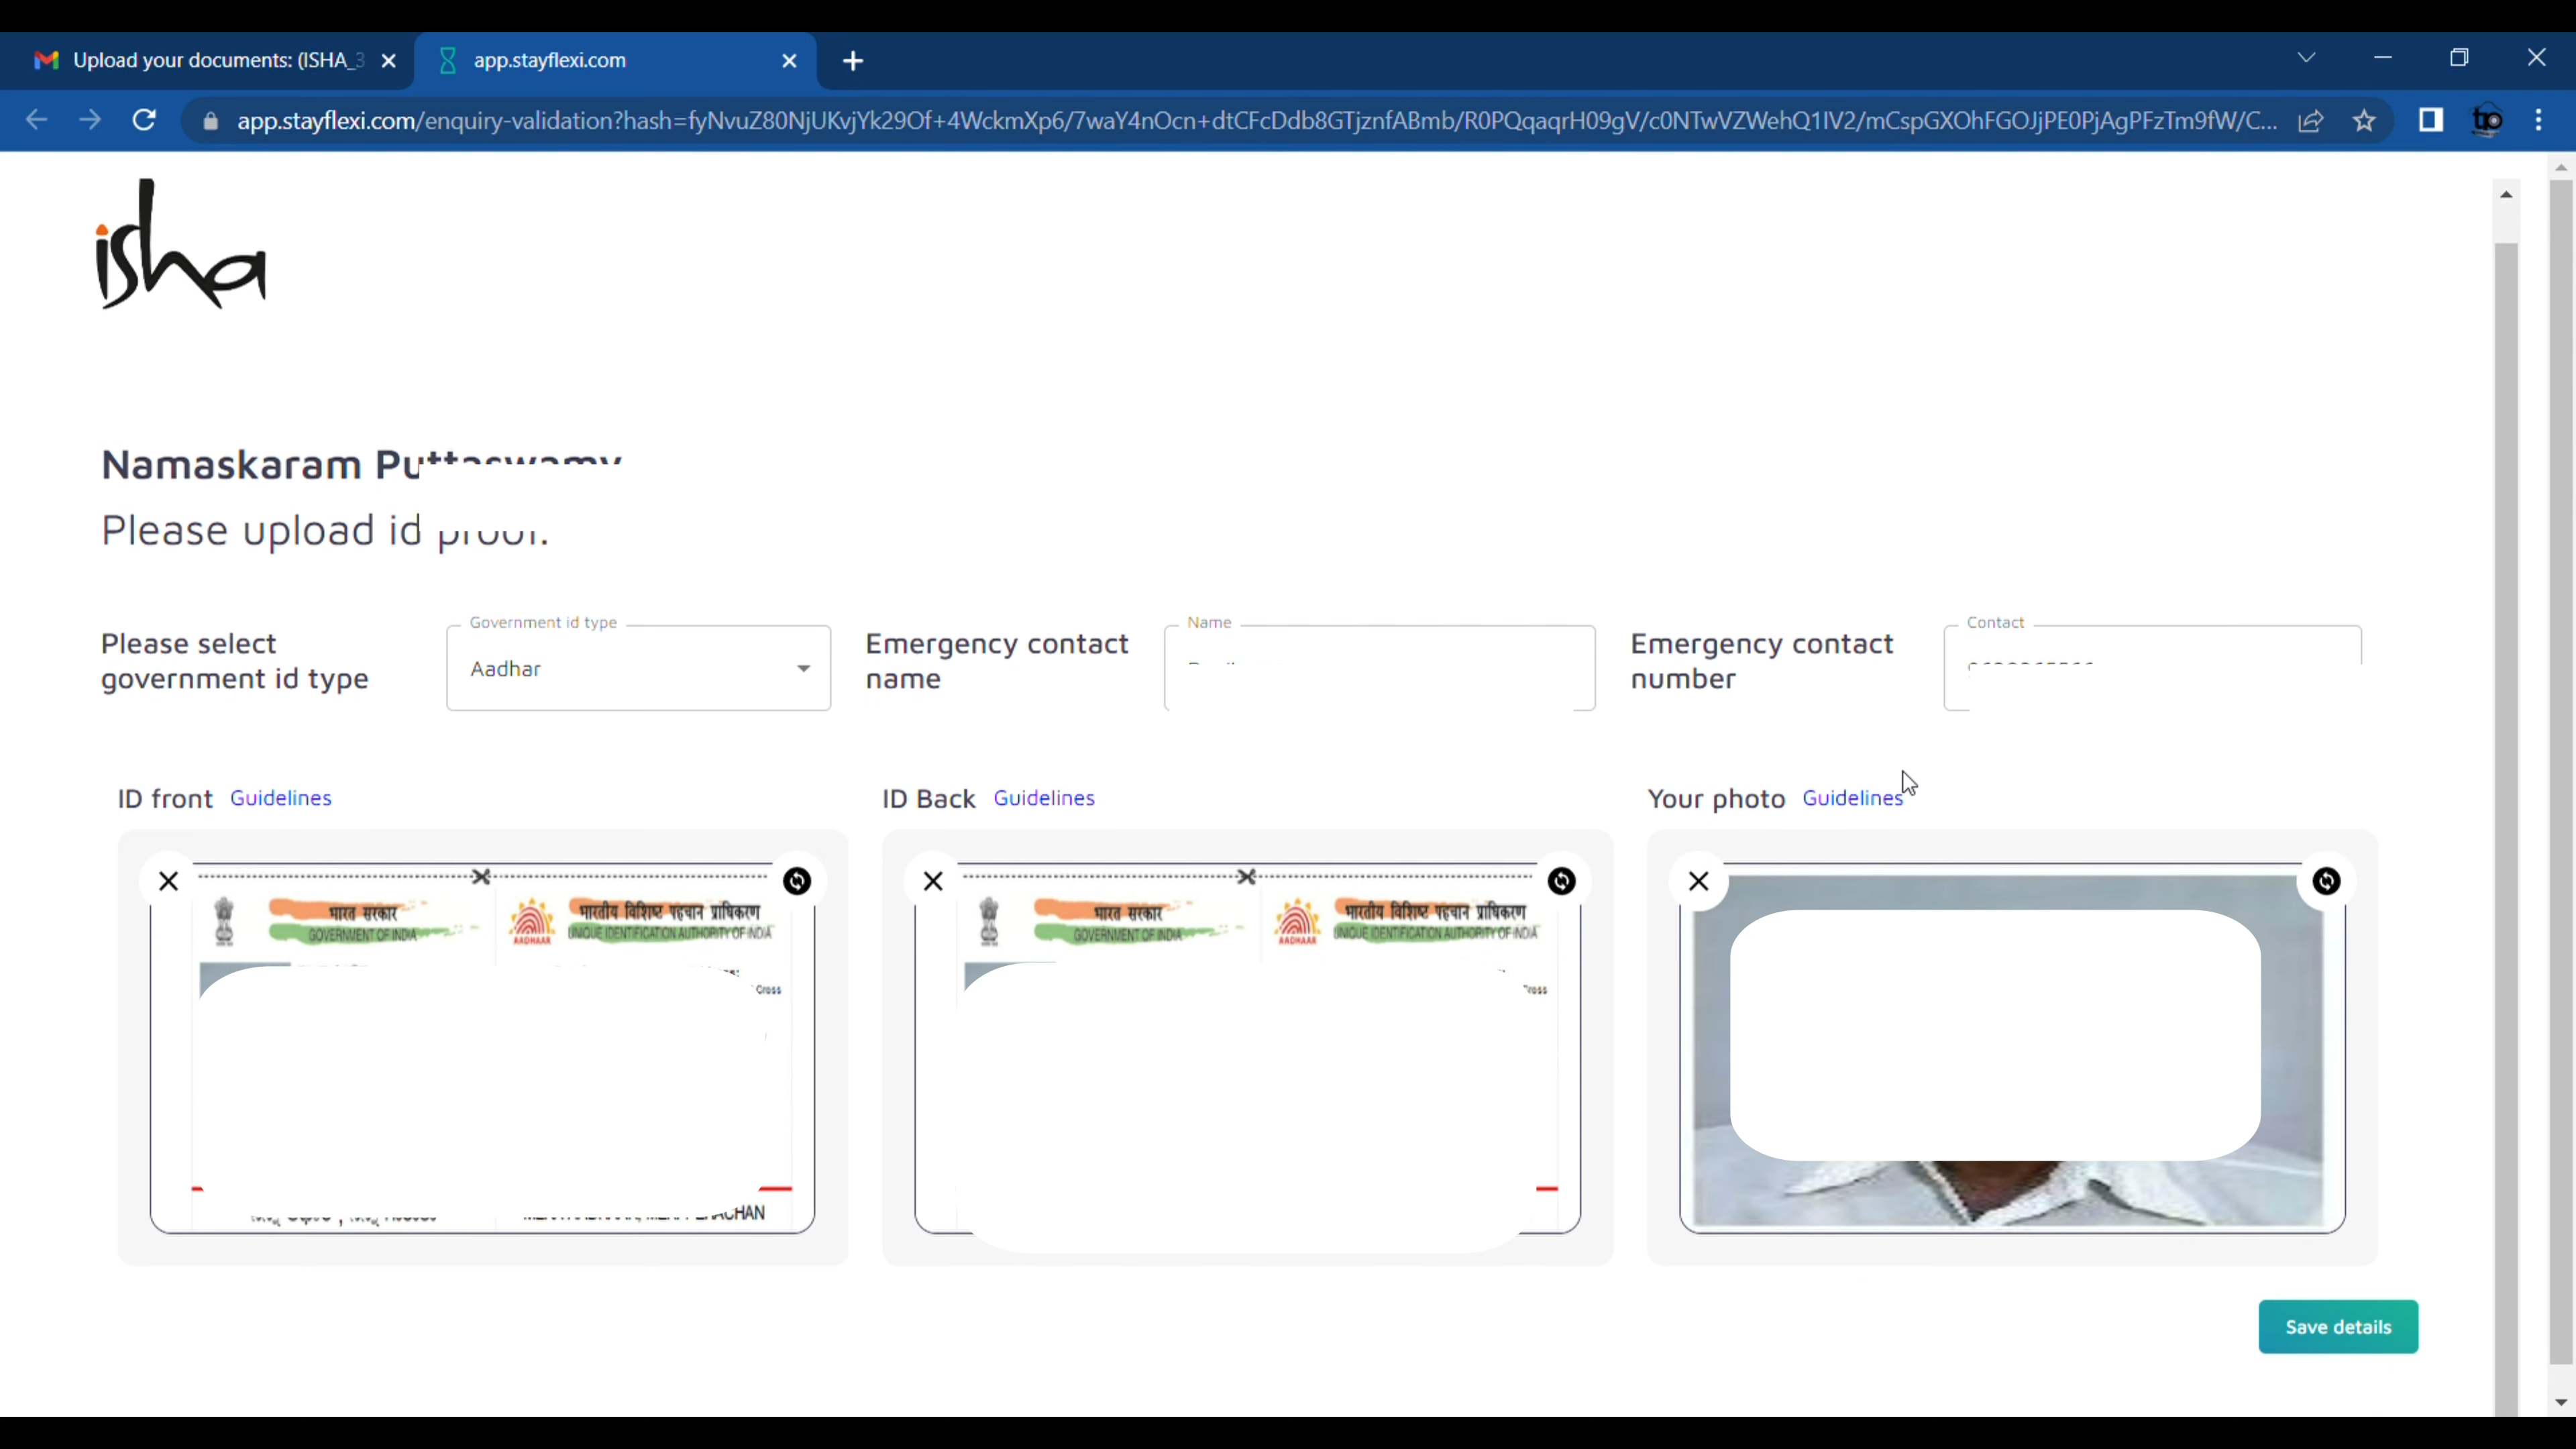 Upload your documents: (ISHA_3
app.stayflexi.com
app.stayflexi.com/enquiry-validation?hash=fyNvuZ80NjUKvjYk29Of+4WckmXp6/7waY4nOcn+dtCFcDdb8GTjznfABmb/R0PQqaqrH09gV/c0NTwVZWehQ1IV2/mCspGXOhFGOJjPE0PjAgPFzTm9fW/C...
tp
isha
Namaskaram
Please upload id proof.
Please select
government id type
Government id type
Aadhar
Emergency contact
name
Name
Emergency contact
number
Contact
ID front Guidelines
ID Back Guidelines
Your photo Guidelines
भारत सरकार
GOVERNMENT OF INDIA
AADHAAR
भारतीय विशिष्ट पहचान प्राधिकरण
UNIQUE IDENTIFICATION AUTHORITY OF INDIA
Cross
भारत सरकार
GOVERNMENT OF INDIA
AADHAAR
भारतीय विशिष्ट पहचान प्राधिकरण
UNIQUE IDENTIFICATION AUTHORITY OF INDIA
Save details